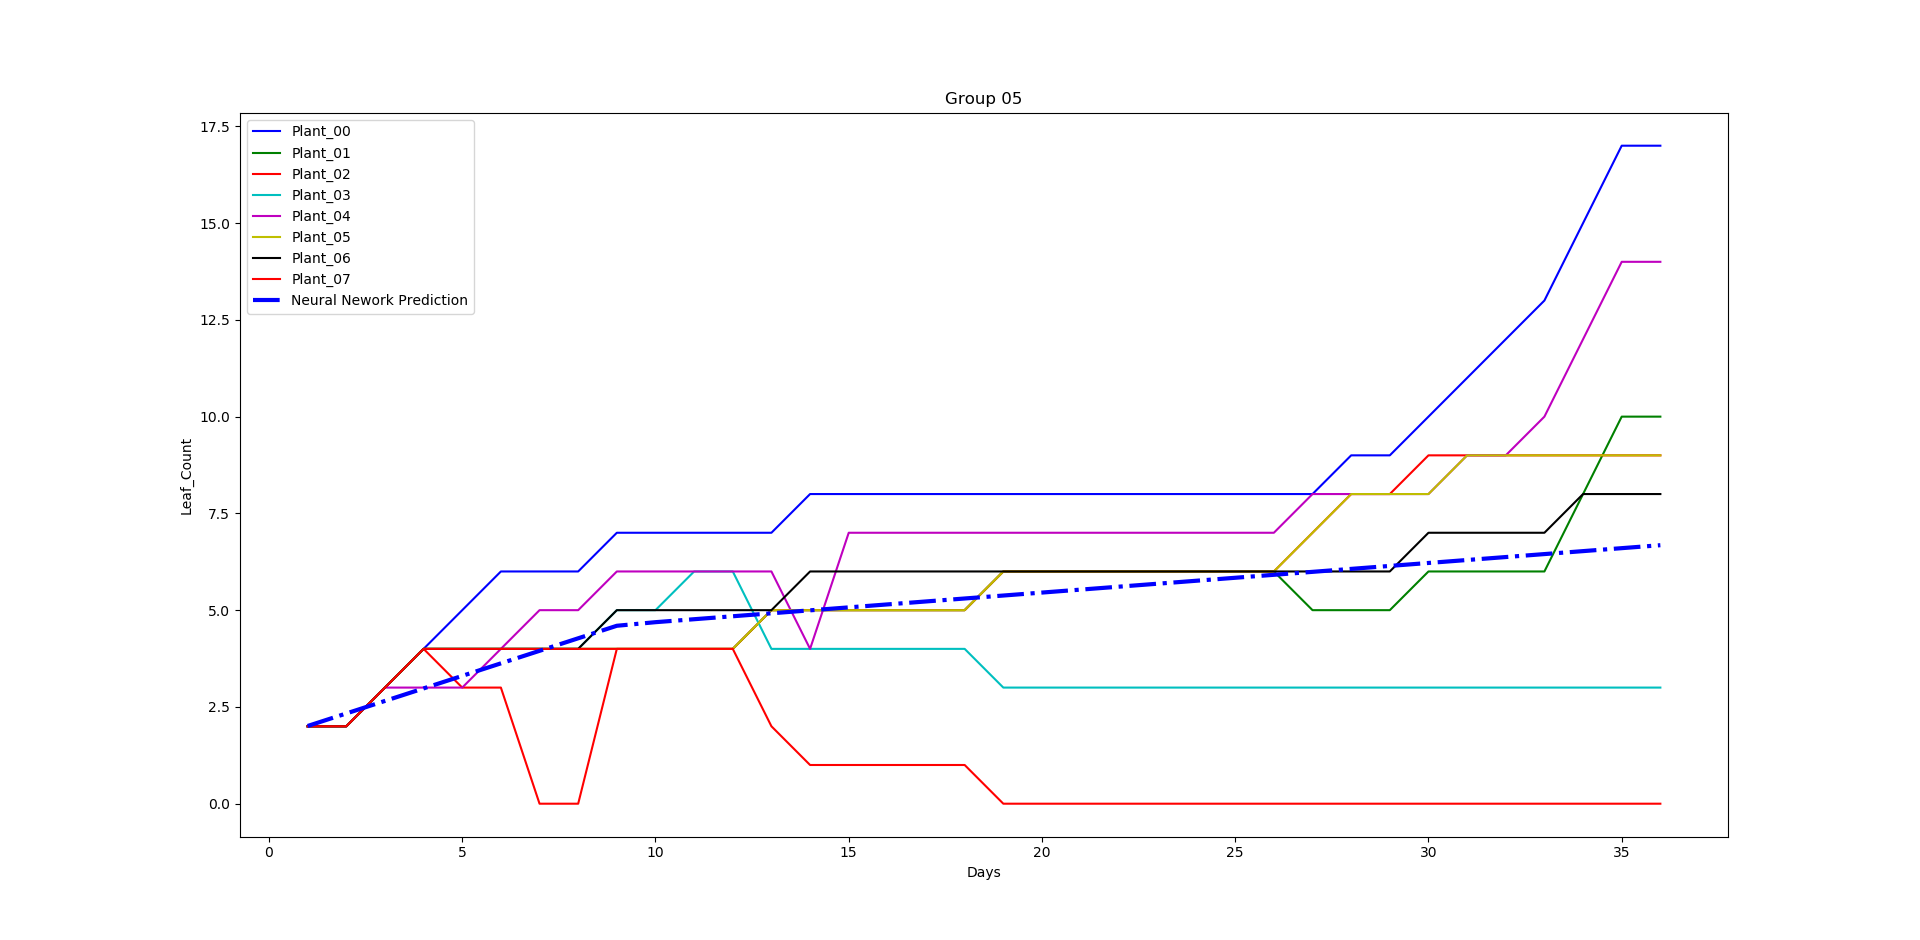 Group 05
17.5
15.0
12.5
10.0
7.5
5.0
2.5
0.0
Leaf_Count
Plant_00
Plant_01
Plant_02
Plant_03
Plant_04
Plant_05
Plant_06
Plant_07
Neural Nework Prediction
0 5 10 15 20 25 30 35
Days